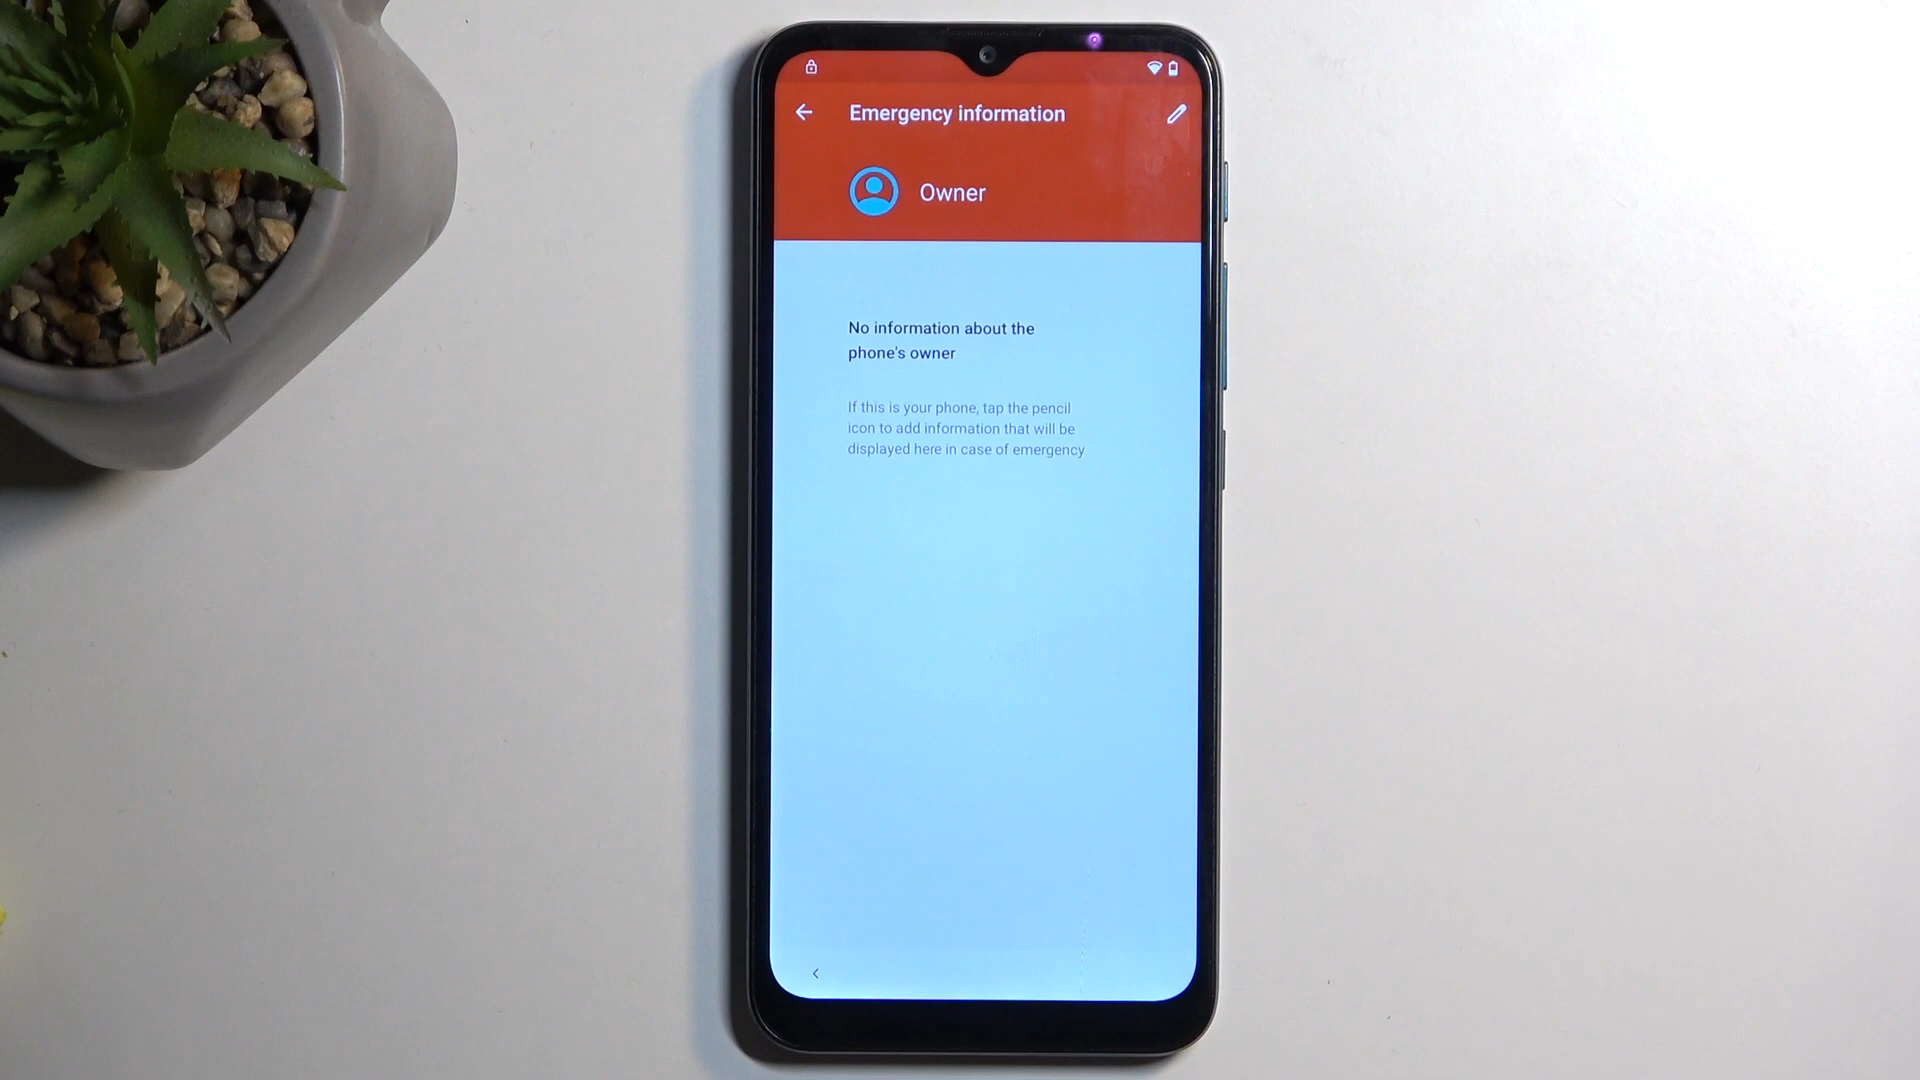 Emergency information
Owner
No information about the
phone's owner
If this is your phone, tap the pencil
icon to add information that will be
displayed here in case of emergency